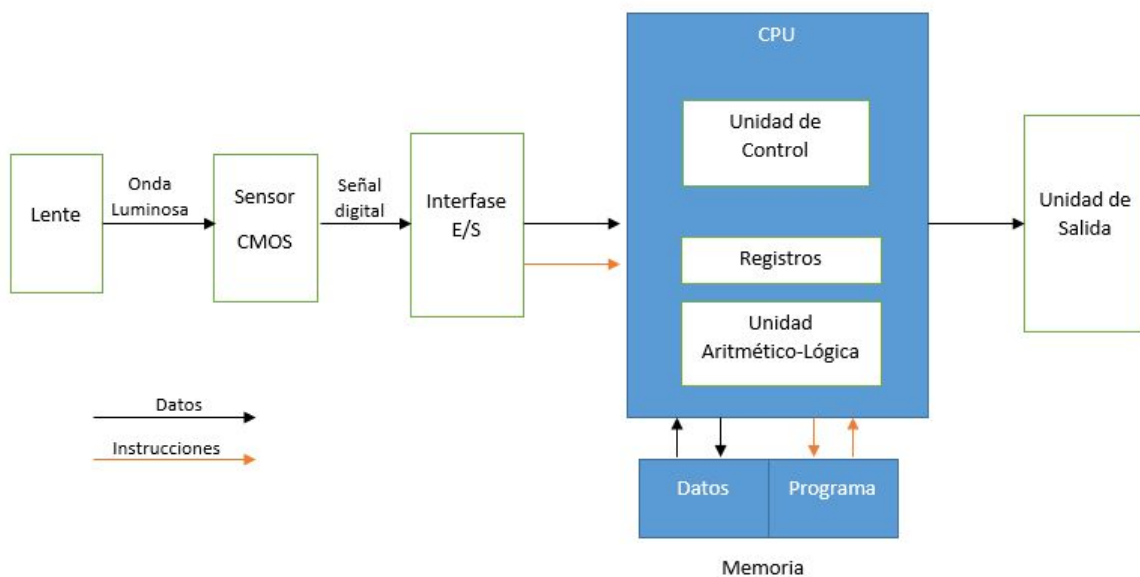 CPU
Unidad de
Control
Lente
Onda
Luminosa
Sensor
CMOS
Señal
digital
Interfase
E/S
Registros
Unidad
Aritmético-Lógica
Unidad de
Salida
Datos
Instrucciones
Datos
Programa
Memoria